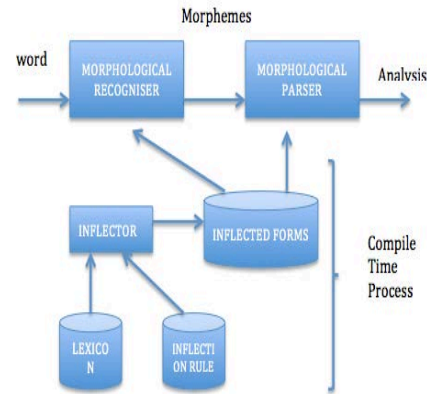 Morphemes
word
MORPHOLOGICAL
RECOGNISER
MORPHOLOGICAL
PARSER
Analysis
INFLECTOR
INFLECTED FORMS
Compile
Time
Process
LEXICO
N
INFLECTI
ON RULE